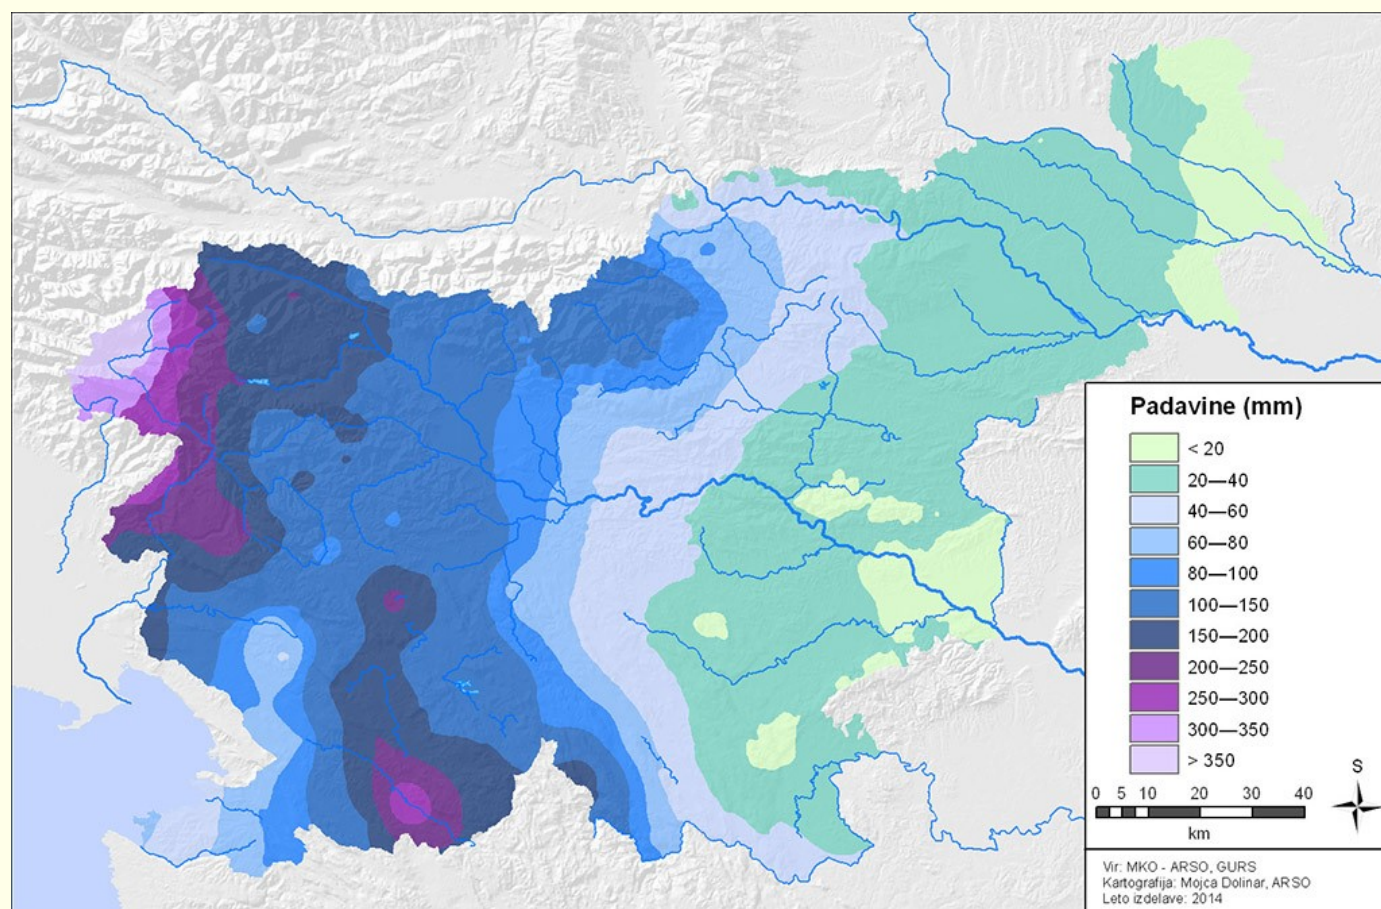 Padavine (mm)
< 20
20—40
40—60
60—80
80—100
100—150
150—200
200—250
250—300
300—350
> 350
S
0 5 10 20 30 40
km
Vir: MKO - ARSO, GURS
Kartografija: Mojca Dolinar, ARSO
Leto izdelave: 2014